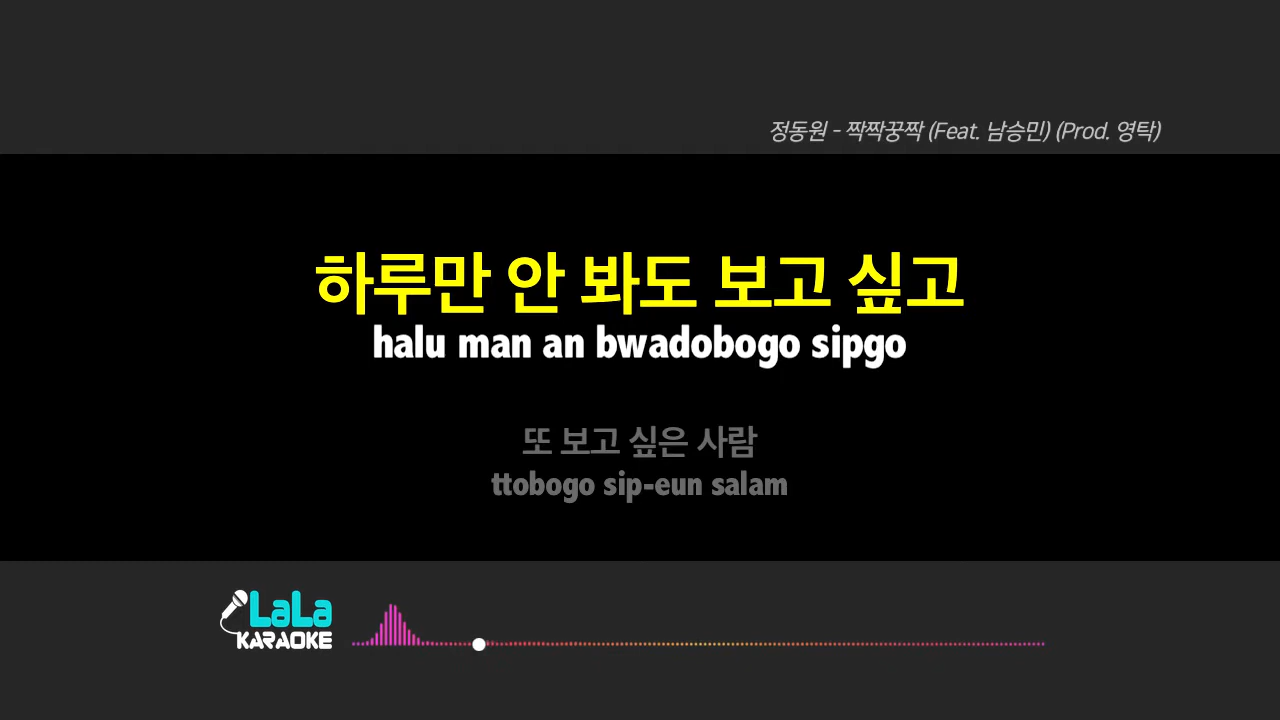 정동원 - 짝짝꿍짝 (Feat. 남승민) (Prod. 영탁)
하루만 안 봐도 보고 싶고
halu man an bwadobogo sipgo
또 보고 싶은 사람
ttobogo sip-eun salam
LaLa
KARAOKE